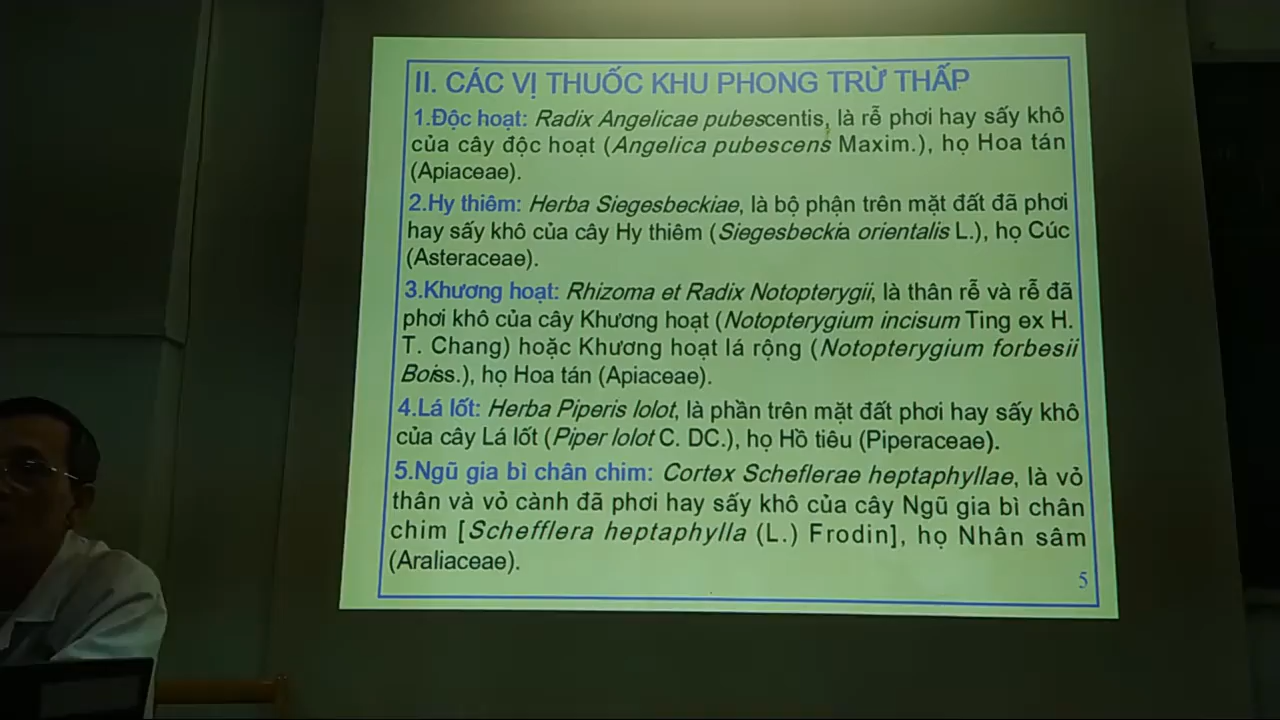 II. CÁC VỊ THUỐC KHU PHONG TRỪ THẤP
1.Độc hoạt: Radix Angelicae pubescentis, là rễ phơi hay sấy khô
của cây độc hoạt (Angelica pubescens Maxim.), họ Hoa tán
(Apiaceae).
2.Hy thiêm: Herba Siegesbeckiae, là bộ phận trên mặt đất đã phơi
hay sấy khô của cây Hy thiêm (Siegesbeckia orientalis L.), họ Cúc
(Asteraceae).
3.Khương hoạt: Rhizoma et Radix Notopterygii, là thân rễ và rễ đã
phơi khô của cây Khương hoạt (Notopterygium incisum Ting ex H.
T. Chang) hoặc Khương hoạt lá rộng (Notopterygium forbesii
Boiss.), họ Hoa tán (Apiaceae).
4.Lá lốt: Herba Piperis lolot, là phần trên mặt đất phơi hay sấy khô
của cây Lá lốt (Piper lolot C. DC.), họ Hồ tiêu (Piperaceae).
5.Ngũ gia bì chân chim: Cortex Scheflerae heptaphyllae, là vỏ
thân và vỏ cành đã phơi hay sấy khô của cây Ngũ gia bì chân
chim [Schefflera heptaphylla (L.) Frodin], họ Nhân sâm
(Araliaceae).
5